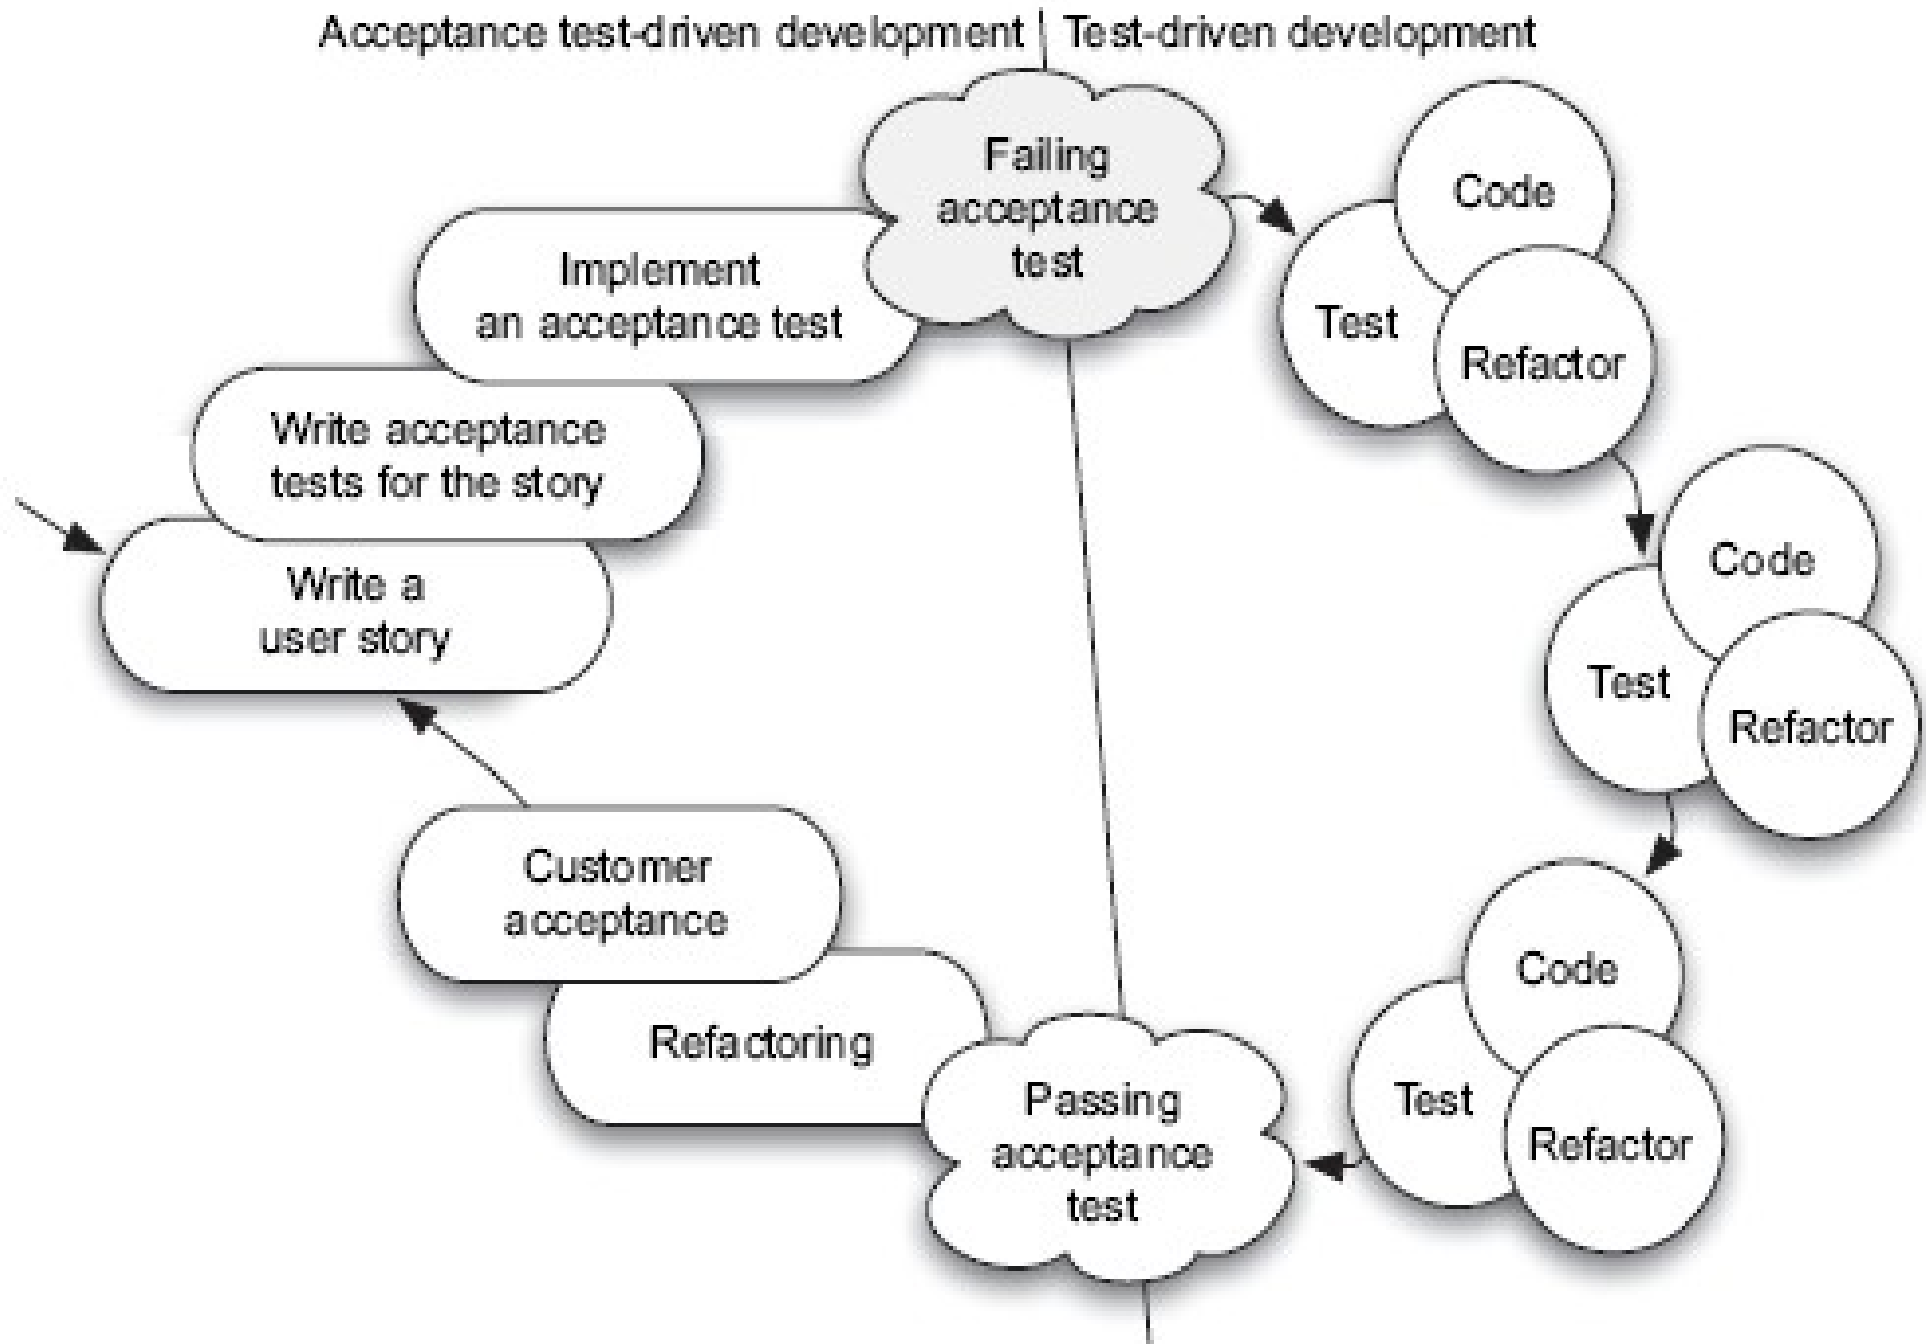 Acceptance test-driven development
Test-driven development
Failing
acceptance
test
Code
Test
Refactor
Implement
an acceptance test
Write acceptance
tests for the story
Write a
user story
Code
Test
Refactor
Customer
acceptance
Refactoring
Code
Test
Refactor
Passing
acceptance
test